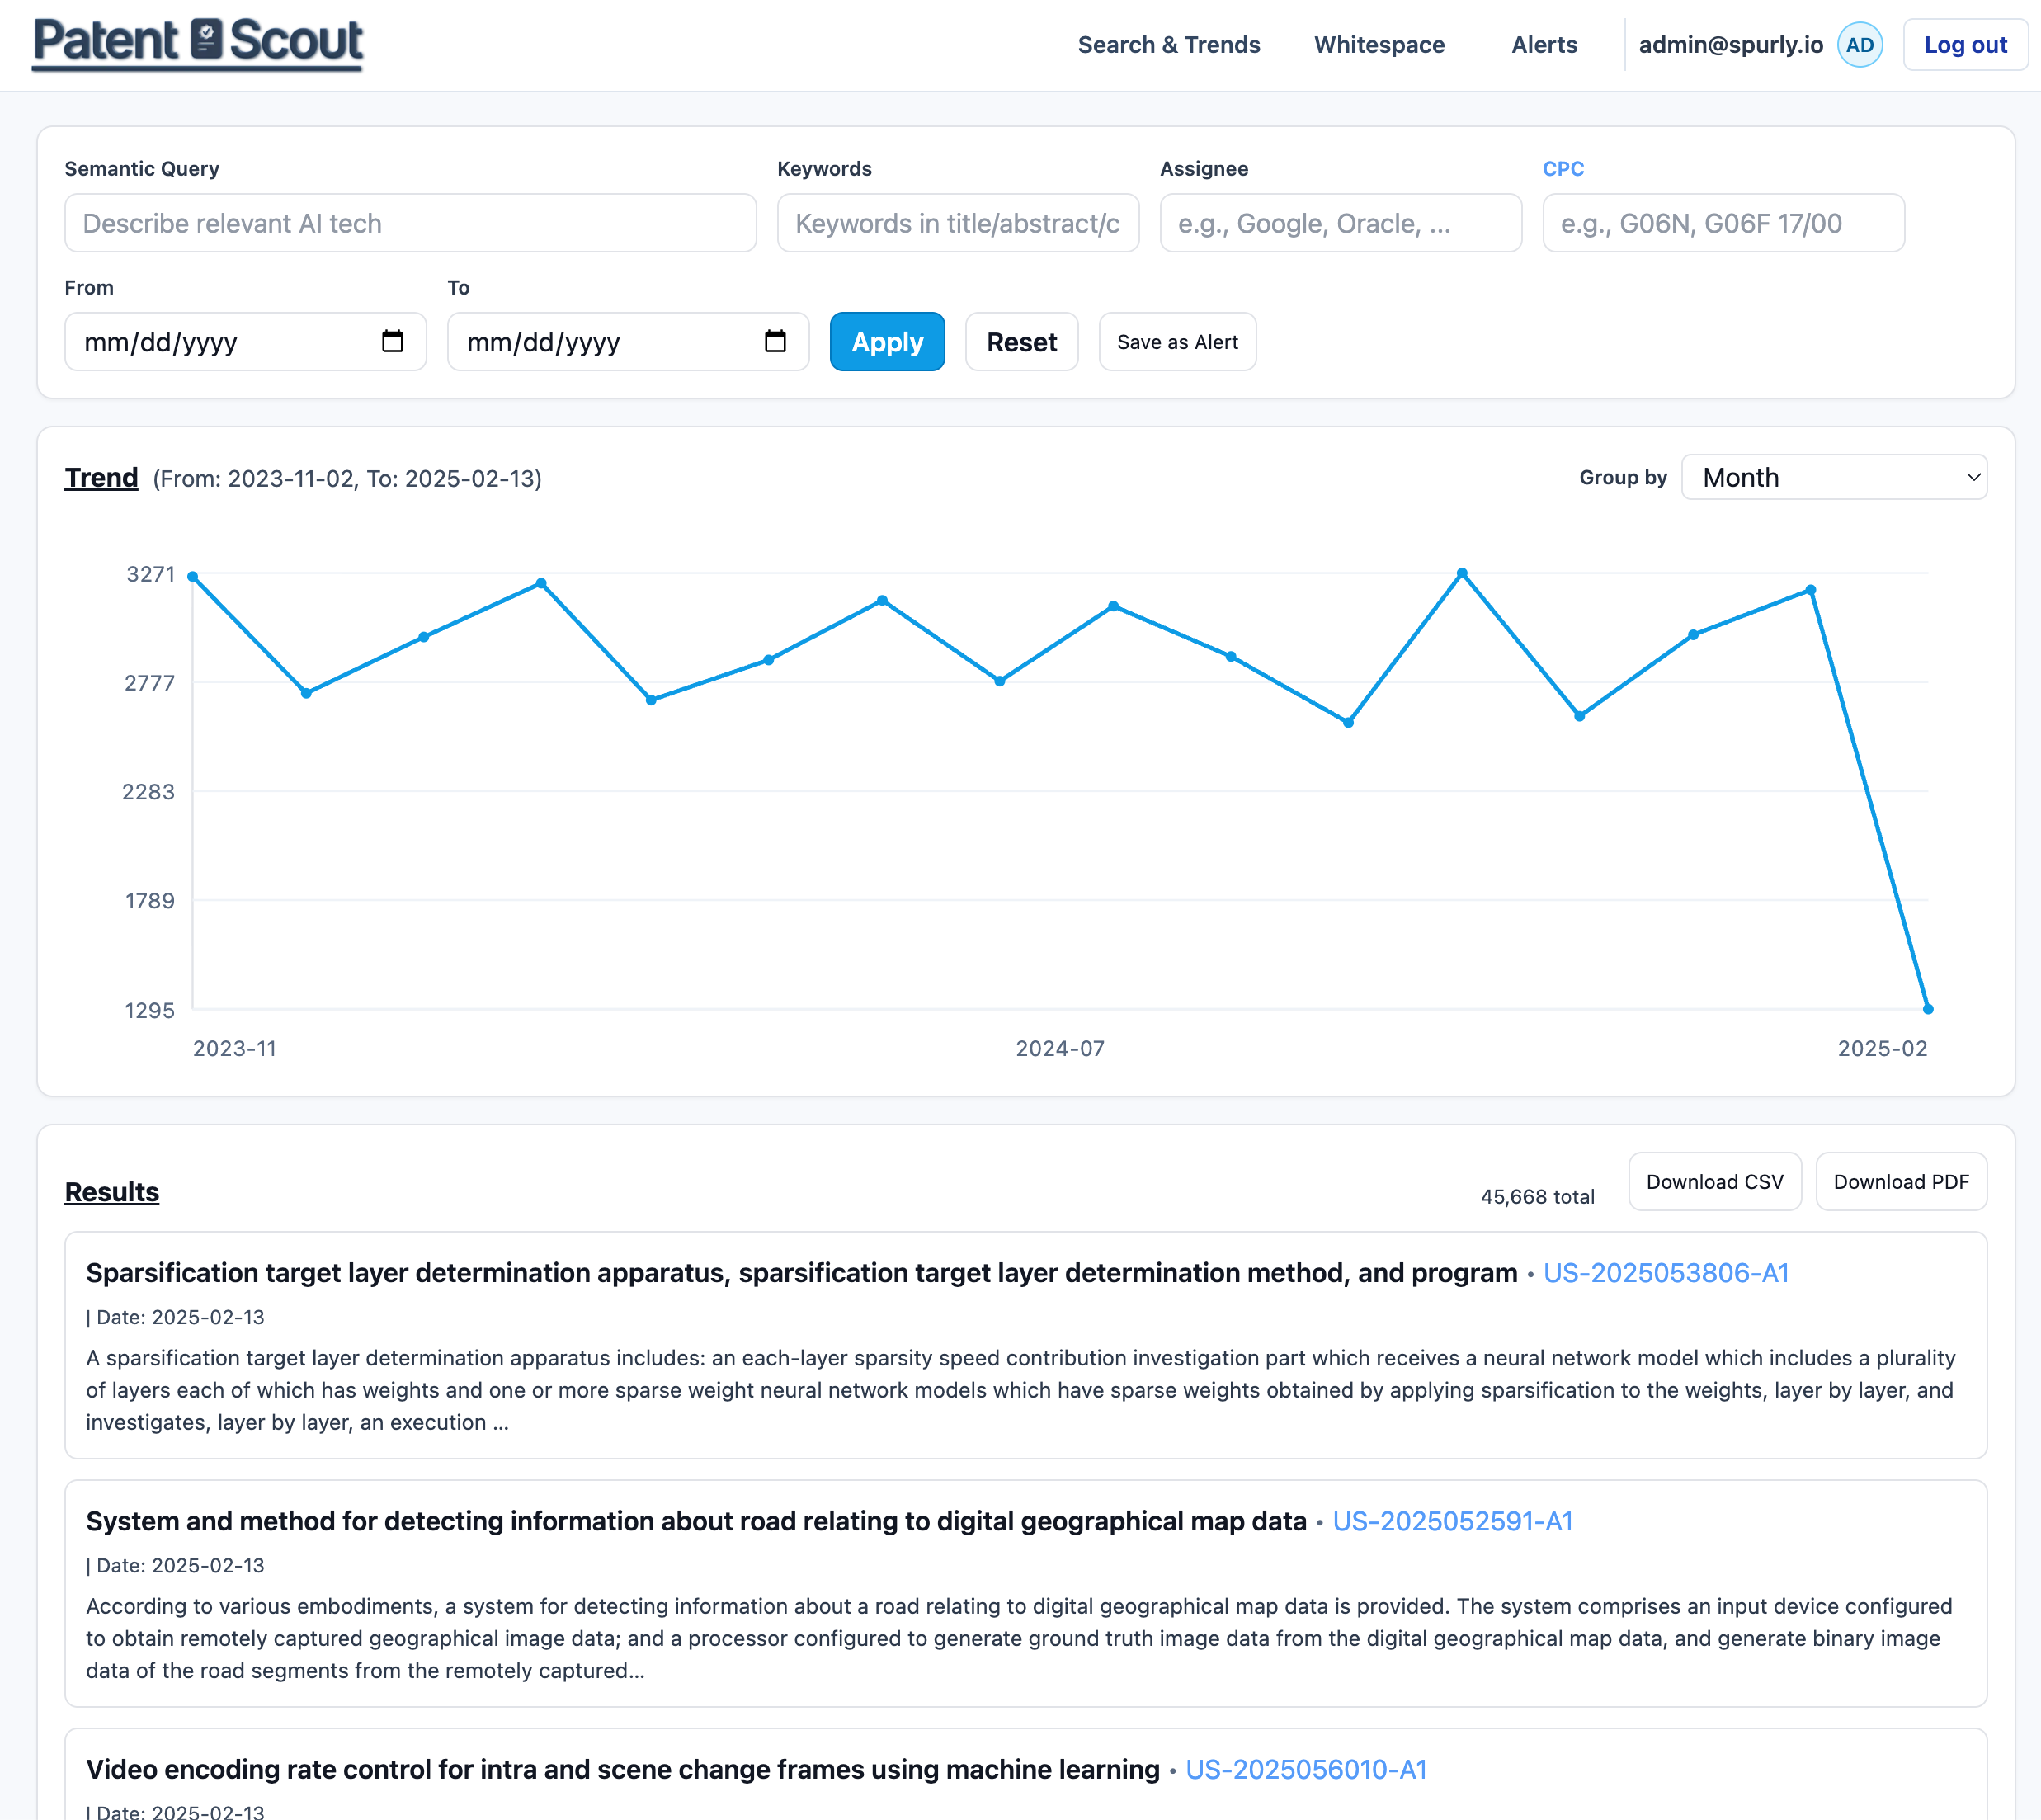 Patent Scout
Search & Trends
Whitespace
Alerts
admin@spurly.io
AD
Log out
Semantic Query
Keywords
Assignee
CPC
Describe relevant AI tech
Keywords in title/abstract/c
e.g., Google, Oracle, ...
e.g., G06N, G06F 17/00
From
To
mm/dd/yyyy
mm/dd/yyyy
Apply
Reset
Save as Alert
Trend (From: 2023-11-02, To: 2025-02-13)
Group by
Month
3271
2777
2283
1789
1295
2023-11
2024-07
2025-02
Results
45,668 total
Download CSV
Download PDF
Sparsification target layer determination apparatus, sparsification target layer determination method, and program • US-2025053806-A1
| Date: 2025-02-13
A sparsification target layer determination apparatus includes: an each-layer sparsity speed contribution investigation part which receives a neural network model which includes a plurality
of layers each of which has weights and one or more sparse weight neural network models which have sparse weights obtained by applying sparsification to the weights, layer by layer, and
investigates, layer by layer, an execution ...
System and method for detecting information about road relating to digital geographical map data • US-2025052591-A1
| Date: 2025-02-13
According to various embodiments, a system for detecting information about a road relating to digital geographical map data is provided. The system comprises an input device configured
to obtain remotely captured geographical image data; and a processor configured to generate ground truth image data from the digital geographical map data, and generate binary image
data of the road segments from the remotely captured...
Video encoding rate control for intra and scene change frames using machine learning • US-2025056010-A1
| Date: 2025-02-13